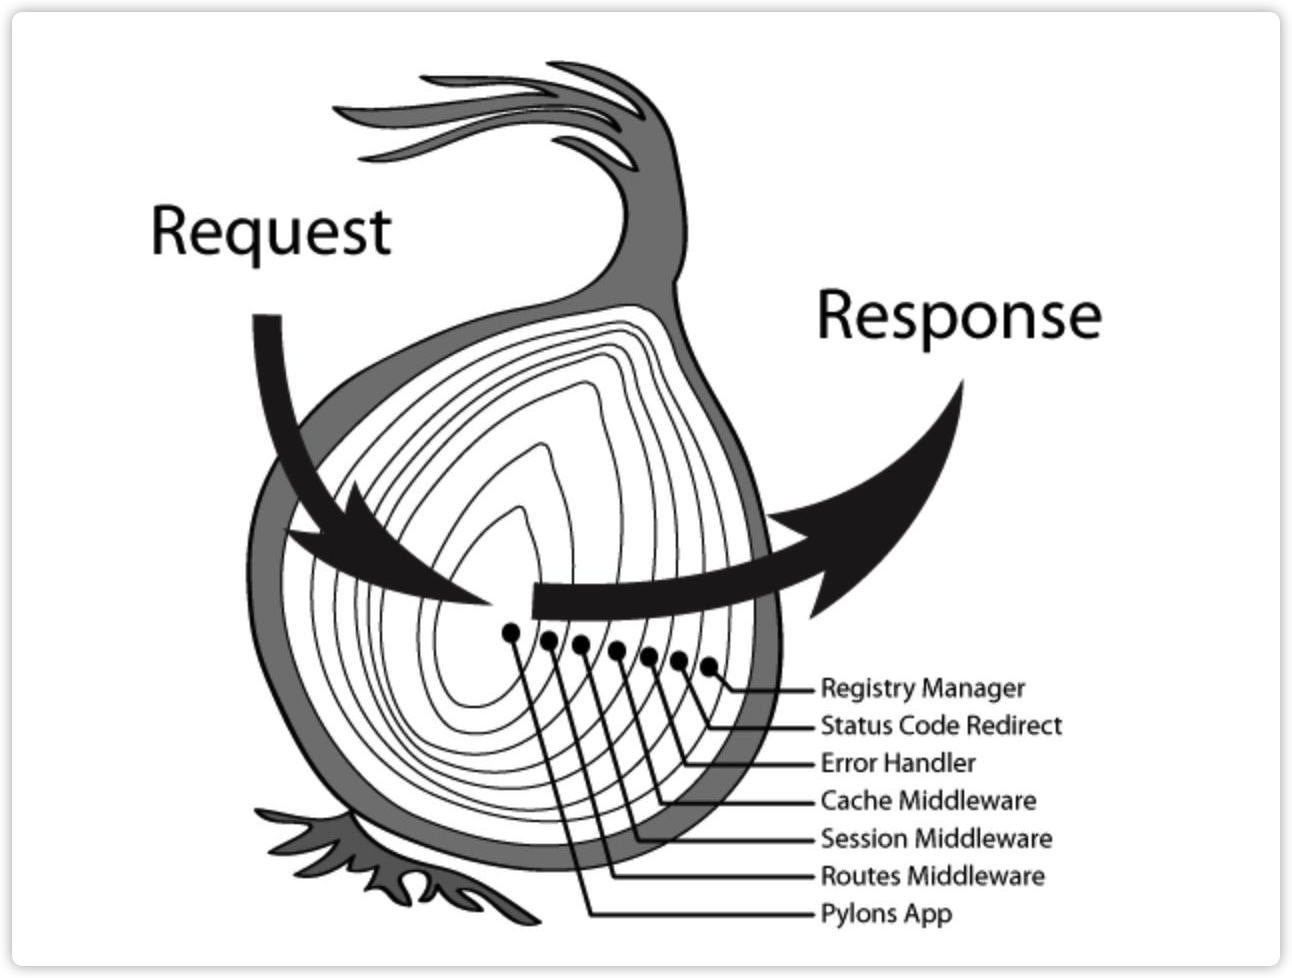 Request
Response
Registry Manager
Status Code Redirect
Error Handler
Cache Middleware
Session Middleware
Routes Middleware
Pylons App